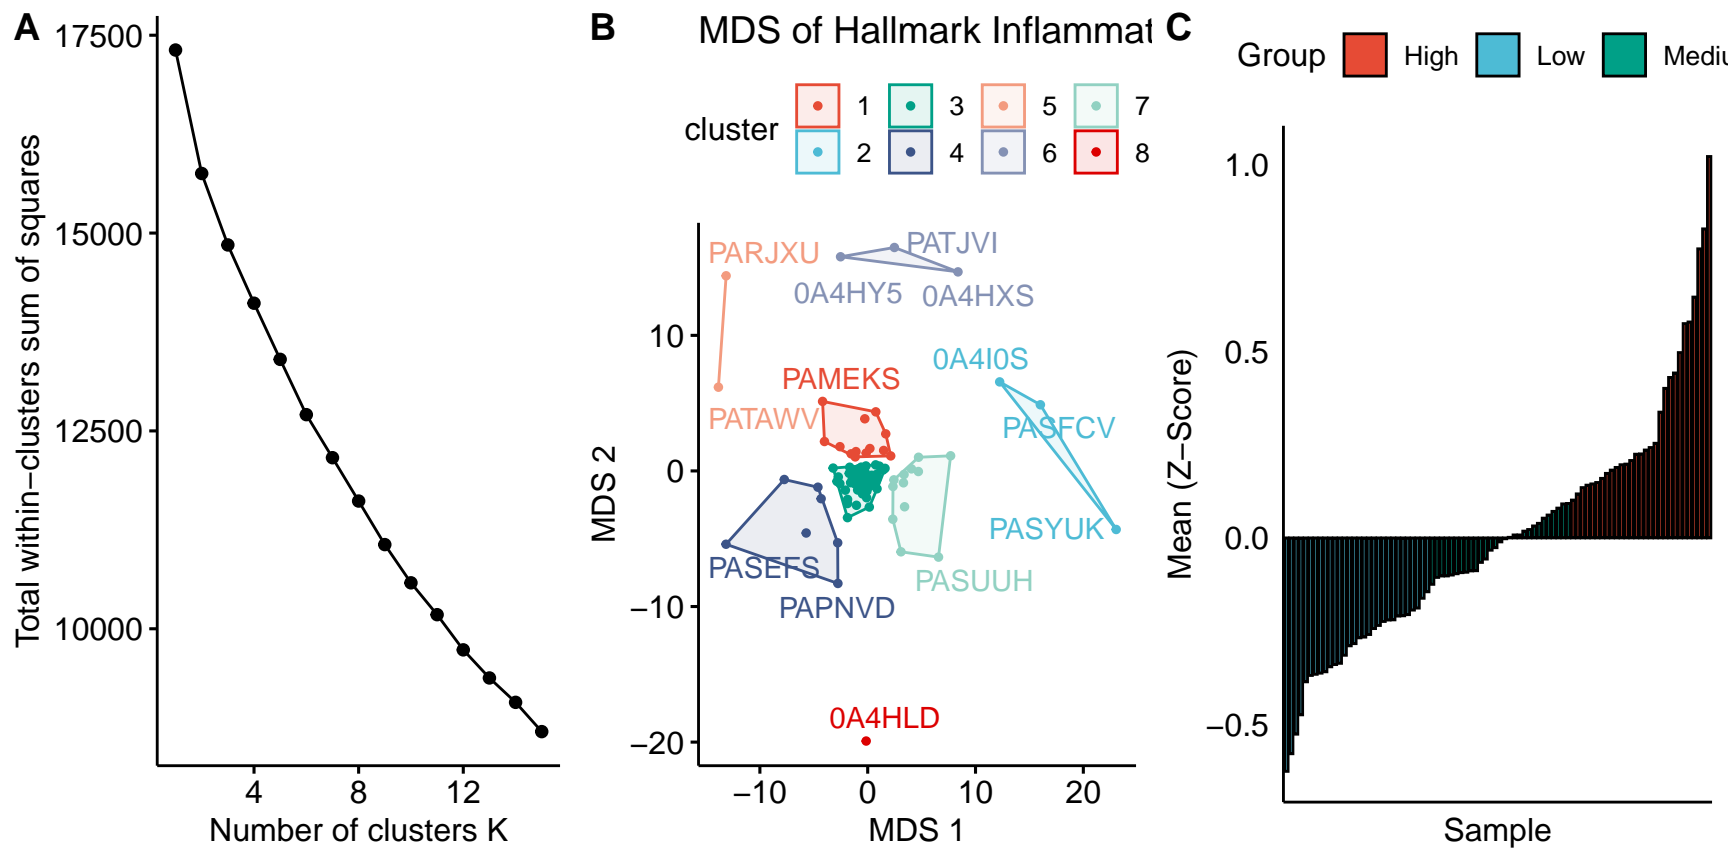 A
17500
15000
12500
10000
Total within−clusters sum of squares
4 8 12
Number of clusters K
B
MDS of Hallmark Inflammat
cluster
1 3 5 7
2 4 6 8
PARJXU
PATJVI
0A4HY5
0A4HXS
0A4I0S
PAMEKS
PATAWV
PASFCV
PASYUK
PASEFS
PASUUH
PAPNVD
0A4HLD
10
0
−10
−20
MDS 2
−10 0 10 20
MDS 1
C
Group High Low Mediu
1.0
0.5
0.0
−0.5
Mean (Z−Score)
Sample